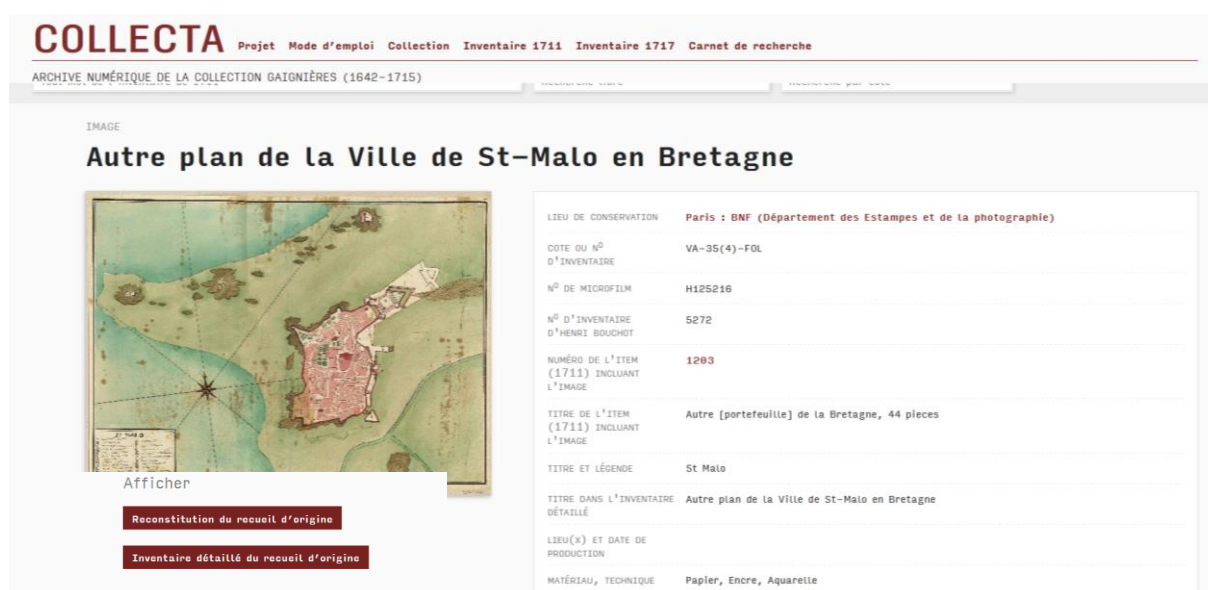 COLLECTA Projet Mode d'emploi Collection Inventaire 1711 Inventaire 1717 Carnet de recherche
ARCHIVE NUMÉRIQUE DE LA COLLECTION GAIGNIÈRES (1642-1715)
IMAGE
Autre plan de la Ville de St-Malo en Bretagne
LIEU DE CONSERVATION Paris : BNF (Département des Estampes et de la photographie)
COTE OU Nº
D'INVENTAIRE
VA-35(4)-FOL
Nº DE MICROFILM H125216
Nº D'INVENTAIRE
D'HENRI BOUCHOT
5272
NUMÉRO DE L'ITEM
(1711) INCLUANT
L'IMAGE
1203
TITRE DE L'ITEM
(1711) INCLUANT
L'IMAGE
Autre [portefeuille] de la Bretagne, 44 pieces
TITRE ET LÉGENDE St Malo
TITRE DANS L'INVENTAIRE
DÉTAILLÉ
Autre plan de la Ville de St-Malo en Bretagne
LIEU(X) ET DATE DE
PRODUCTION
MATÉRIAU, TECHNIQUE Papier, Encre, Aquarelle
Afficher
Reconstitution du recueil d'origine
Inventaire détaillé du recueil d'origine